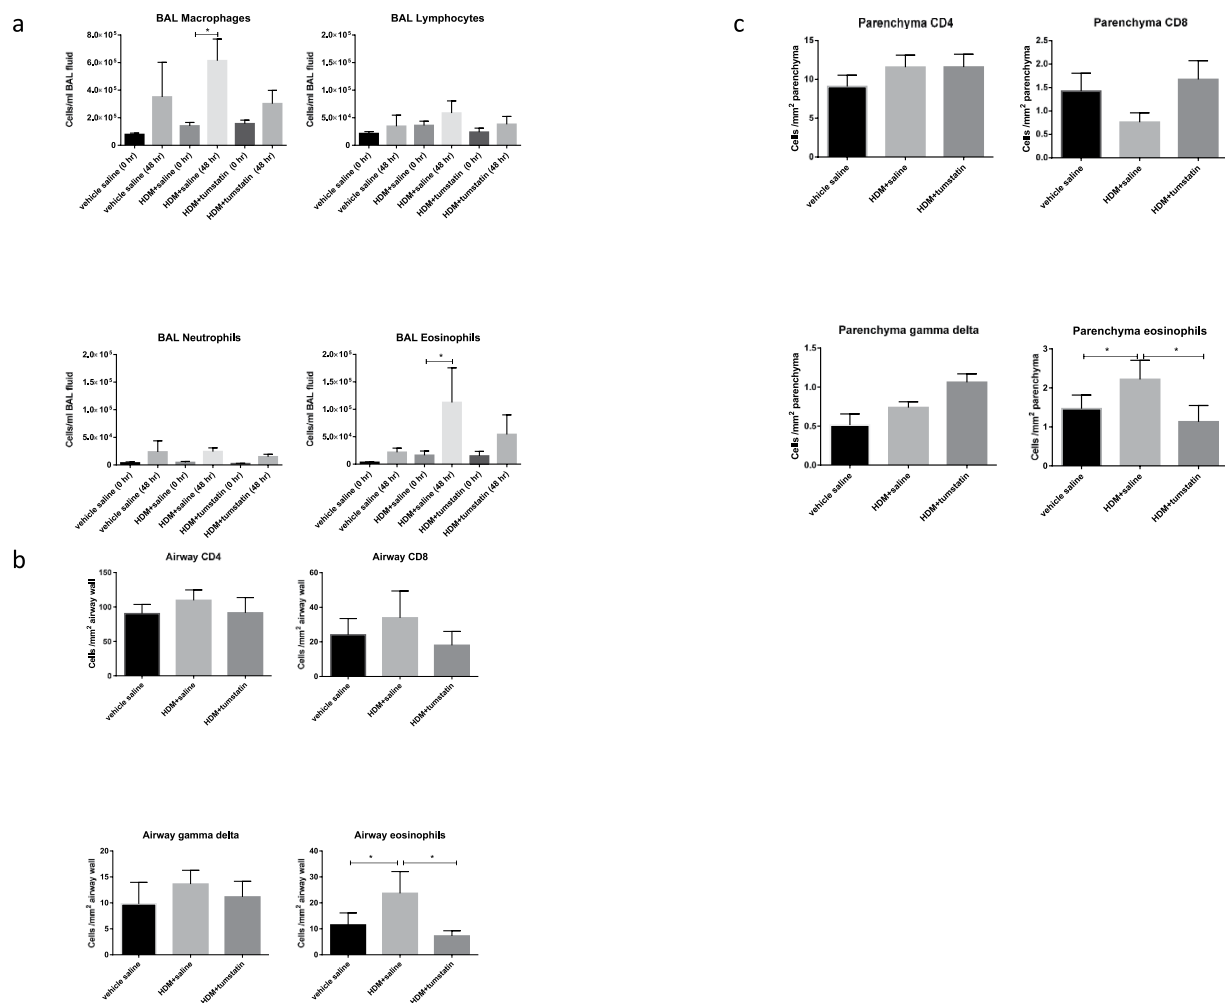 a
BAL Macrophages
Cells/ml BAL fluid
8.0×10⁵
6.0×10⁵
4.0×10⁵
2.0×10⁵
0
*
vehicle saline (0 hr)
vehicle saline (48 hr)
HDM+saline (0 hr)
HDM+saline (48 hr)
HDM+tumstatin (0 hr)
HDM+tumstatin (48 hr)
BAL Lymphocytes
Cells/ml BAL fluid
2.0×10⁵
1.5×10⁵
1.0×10⁵
5.0×10⁴
0
vehicle saline (0 hr)
vehicle saline (48 hr)
HDM+saline (0 hr)
HDM+saline (48 hr)
HDM+tumstatin (0 hr)
HDM+tumstatin (48 hr)
BAL Neutrophils
Cells/ml BAL fluid
2.0×10⁵
1.5×10⁵
1.0×10⁵
5.0×10⁴
0
vehicle saline (0 hr)
vehicle saline (48 hr)
HDM+saline (0 hr)
HDM+saline (48 hr)
HDM+tumstatin (0 hr)
HDM+tumstatin (48 hr)
BAL Eosinophils
Cells/ml BAL fluid
2.0×10⁵
1.5×10⁵
1.0×10⁵
5.0×10⁴
0
*
vehicle saline (0 hr)
vehicle saline (48 hr)
HDM+saline (0 hr)
HDM+saline (48 hr)
HDM+tumstatin (0 hr)
HDM+tumstatin (48 hr)
b
Airway CD4
Cells /mm² airway wall
150
100
50
0
vehicle saline
HDM+saline
HDM+tumstatin
Airway CD8
Cells /mm² airway wall
60
40
20
0
vehicle saline
HDM+saline
HDM+tumstatin
Airway gamma delta
Cells /mm² airway wall
20
15
10
5
0
vehicle saline
HDM+saline
HDM+tumstatin
Airway eosinophils
Cells /mm² airway wall
40
30
20
10
0
*
*
vehicle saline
HDM+saline
HDM+tumstatin
c
Parenchyma CD4
Cells /mm² parenchyma
15
10
5
0
vehicle saline
HDM+saline
HDM+tumstatin
Parenchyma CD8
Cells /mm² parenchyma
2.5
2.0
1.5
1.0
0.5
0.0
vehicle saline
HDM+saline
HDM+tumstatin
Parenchyma gamma delta
Cells /mm² parenchyma
1.5
1.0
0.5
0.0
vehicle saline
HDM+saline
HDM+tumstatin
Parenchyma eosinophils
Cells /mm² parenchyma
3
2
1
0
*
*
vehicle saline
HDM+saline
HDM+tumstatin